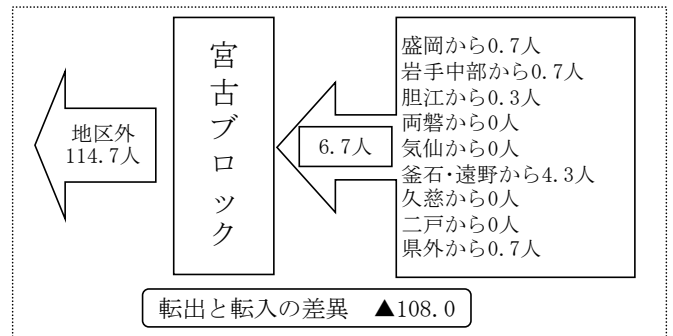 地区外
114.7人
宮古ブロック
6.7人
盛岡から0.7人
岩手中部から0.7人
胆江から0.3人
両磐から0人
気仙から0人
釜石・遠野から4.3人
久慈から0人
二戸から0人
県外から0.7人
転出と転入の差異 ▲108.0